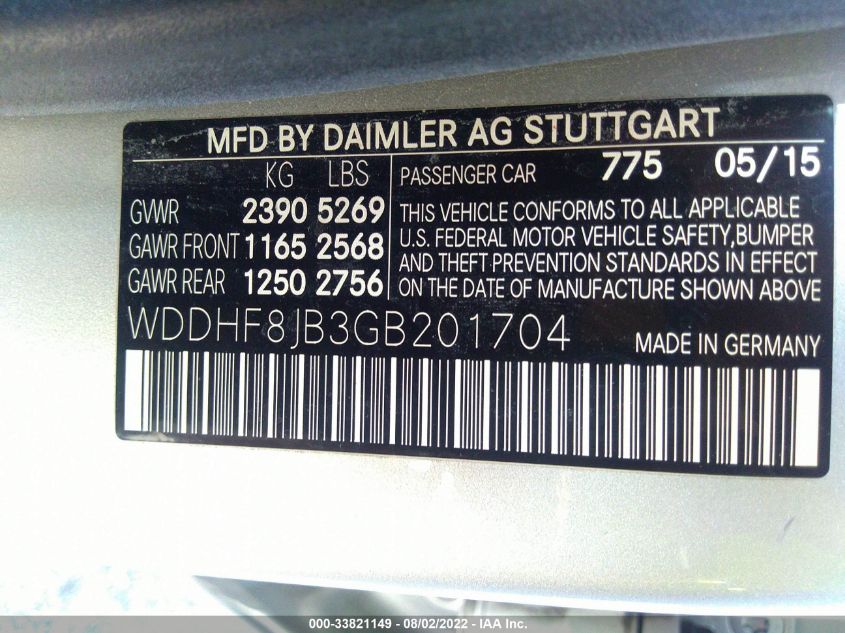 MFD BY DAIMLER AG STUTTGART
KG LBS
GVWR 2390 5269
GAWR FRONT 1165 2568
GAWR REAR 1250 2756
PASSENGER CAR 775 05/15
THIS VEHICLE CONFORMS TO ALL APPLICABLE
U.S. FEDERAL MOTOR VEHICLE SAFETY,BUMPER
AND THEFT PREVENTION STANDARDS IN EFFECT
ON THE DATE OF MANUFACTURE SHOWN ABOVE
WDDHF8JB3GB201704 MADE IN GERMANY
000-33821149 - 08/02/2022 - IAA Inc.